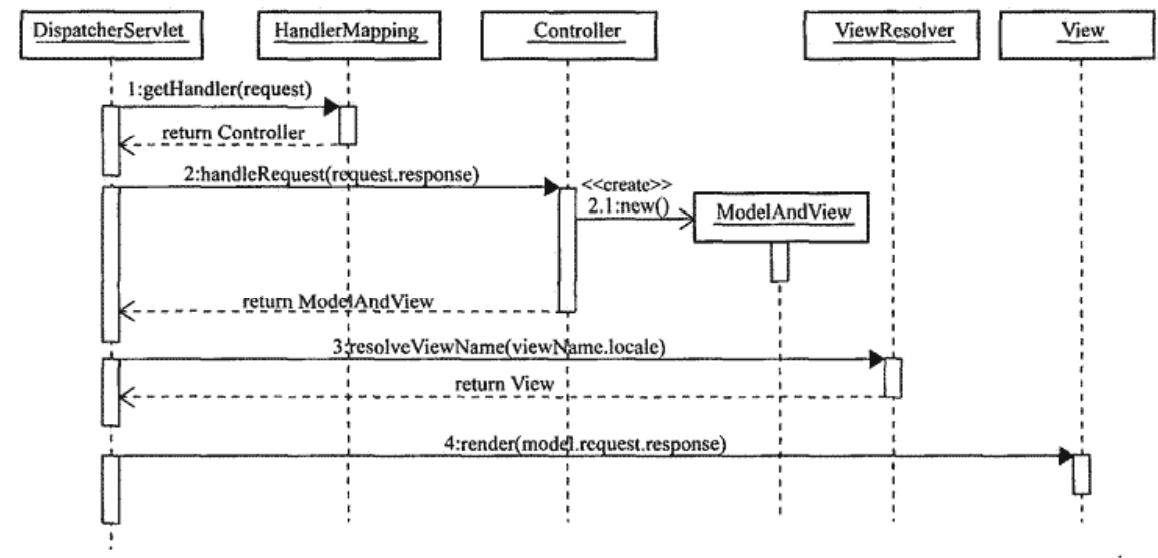 DispatcherServlet
HandlerMapping
Controller
ViewResolver
View
1:getHandler(request)
return Controller
2:handleRequest(request.response)
<<create>>
2.1:new()
ModelAndView
return ModelAndView
3:resolveViewName(viewName.locale)
return View
4:render(model.request.response)